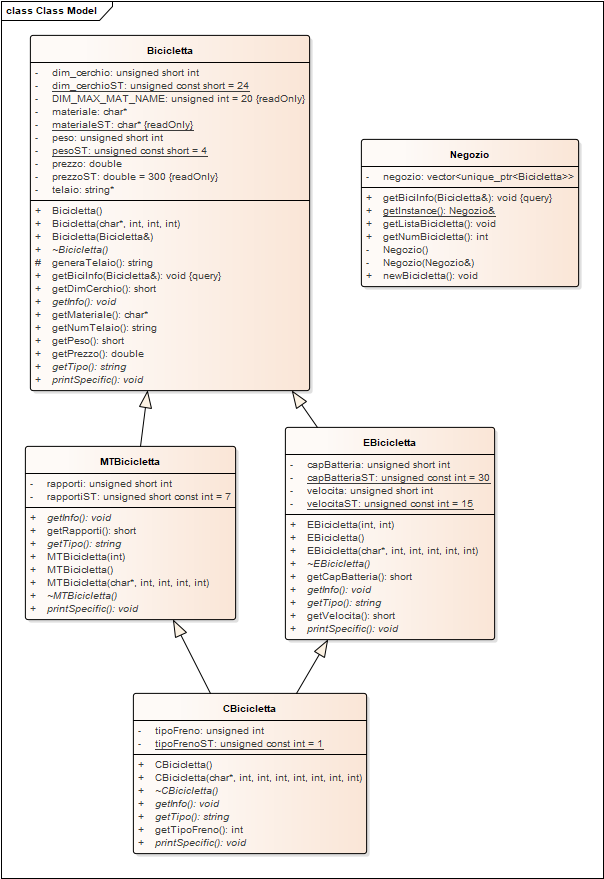 class Class Model
Bicicletta
- dim_cerchio: unsigned short int
- dim_cerchioST: unsigned const short = 24
- DIM_MAX_MAT_NAME: unsigned int = 20 {readOnly}
- materiale: char*
- materialeST: char* {readOnly}
- peso: unsigned short int
- pesoST: unsigned const short = 4
- prezzo: double
- prezzoST: double = 300 {readOnly}
- telaio: string*
+ Bicicletta()
+ Bicicletta(char*, int, int, int)
+ Bicicletta(Bicicletta&)
+ ~Bicicletta()
# generaTelaio(): string
+ getBiciInfo(Bicicletta&): void {query}
+ getDimCerchio(): short
+ getInfo(): void
+ getMateriale(): char*
+ getNumTelaio(): string
+ getPeso(): short
+ getPrezzo(): double
+ getTipo(): string
+ printSpecific(): void
Negozio
- negozio: vector<unique_ptr<Bicicletta>>
+ getBiciInfo(Bicicletta&): void {query}
+ getInstance(): Negozio&
+ getListaBicicletta(): void
+ getNumBicicletta(): int
- Negozio()
- Negozio(Negozio&)
+ newBicicletta(): void
MTBicicletta
- rapporti: unsigned short int
- rapportiST: unsigned short const int = 7
+ getInfo(): void
+ getRapporti(): short
+ getTipo(): string
+ MTBicicletta(int)
+ MTBicicletta()
+ MTBicicletta(char*, int, int, int, int)
+ ~MTBicicletta()
+ printSpecific(): void
EBicicletta
- capBatteria: unsigned short int
- capBatteriaST: unsigned const int = 30
- velocita: unsigned short int
- velocitaST: unsigned const int = 15
+ EBicicletta(int, int)
+ EBicicletta()
+ EBicicletta(char*, int, int, int, int, int)
+ ~EBicicletta()
+ getCapBatteria(): short
+ getInfo(): void
+ getTipo(): string
+ getVelocita(): short
+ printSpecific(): void
CBicicletta
- tipoFreno: unsigned int
- tipoFrenoST: unsigned const int = 1
+ CBicicletta()
+ CBicicletta(char*, int, int, int, int, int, int, int)
+ ~CBicicletta()
+ getInfo(): void
+ getTipo(): string
+ getTipoFreno(): int
+ printSpecific(): void